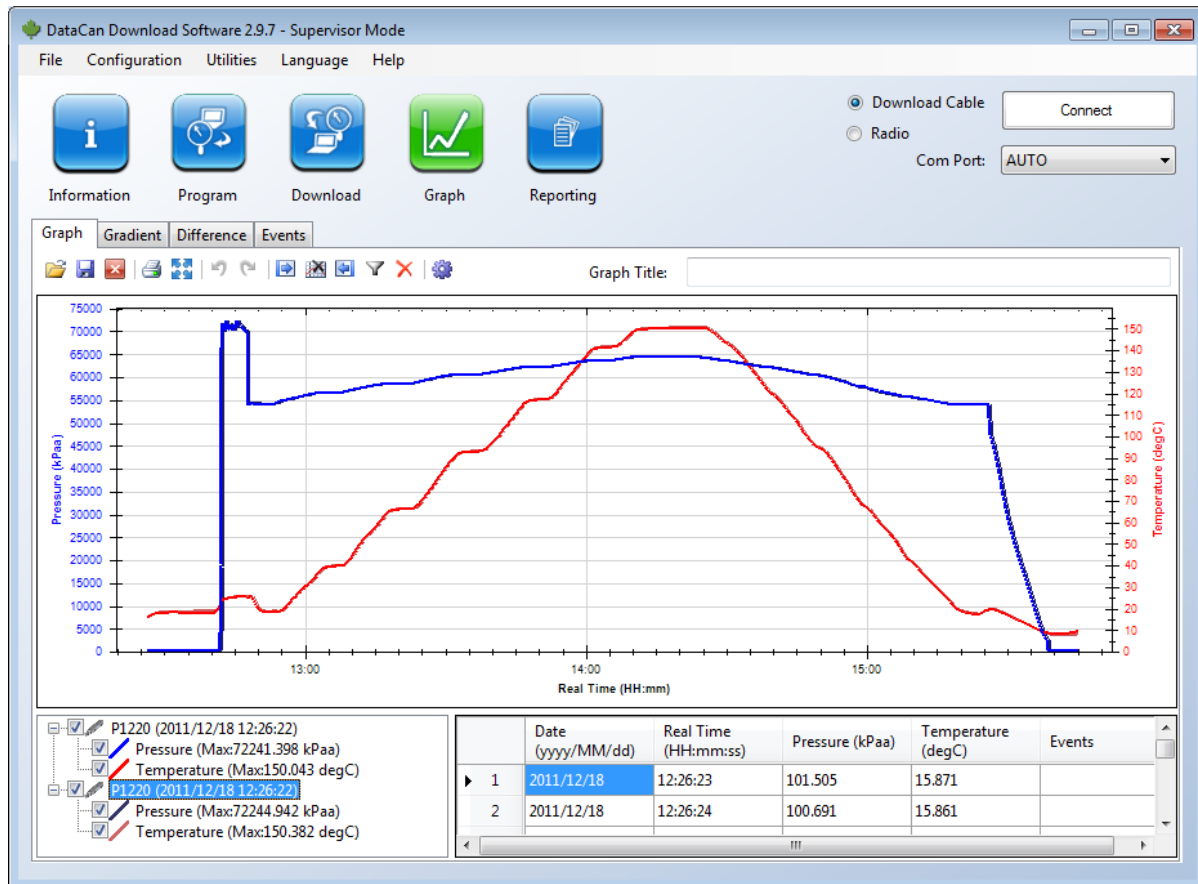 DataCan Download Software 2.9.7 - Supervisor Mode
File Configuration Utilities Language Help
Download Cable
Connect
Radio
Com Port: AUTO
Information Program Download Graph Reporting
Graph Gradient Difference Events
Graph Title:
75000
70000
65000
60000
55000
50000
45000
40000
35000
30000
25000
20000
15000
10000
5000
0
Pressure (kPaa)
150
140
130
120
110
100
90
80
70
60
50
40
30
20
10
0
Temperature (degC)
13:00 14:00 15:00
Real Time (HH:mm)
P1220 (2011/12/18 12:26:22)
Pressure (Max:72241.398 kPaa)
Temperature (Max:150.043 degC)
P1220 (2011/12/18 12:26:22)
Pressure (Max:72244.942 kPaa)
Temperature (Max:150.382 degC)
Date (yyyy/MM/dd) Real Time (HH:mm:ss) Pressure (kPaa) Temperature (degC) Events
1 2011/12/18 12:26:23 101.505 15.871
2 2011/12/18 12:26:24 100.691 15.861